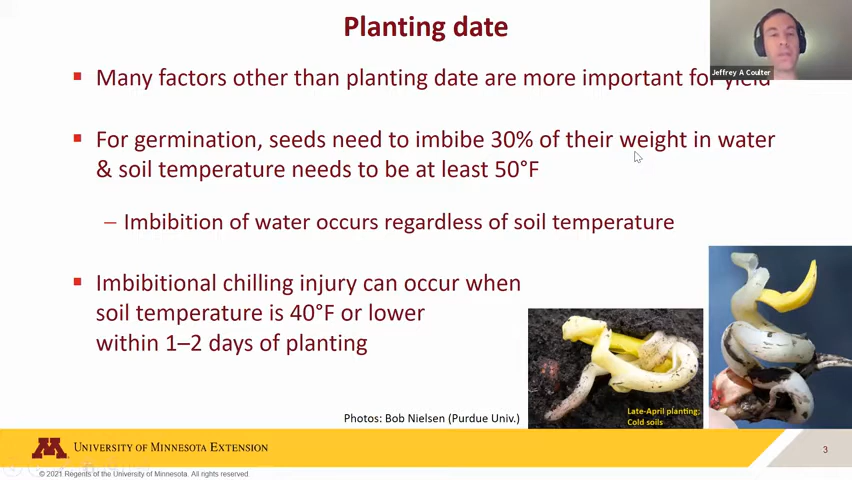 Planting date
Jeffrey A Coulter
▪ Many factors other than planting date are more important for yield
▪ For germination, seeds need to imbibe 30% of their weight in water
& soil temperature needs to be at least 50°F
– Imbibition of water occurs regardless of soil temperature
▪ Imbibitional chilling injury can occur when
soil temperature is 40°F or lower
within 1–2 days of planting
Late-April planting;
Cold soils
Photos: Bob Nielsen (Purdue Univ.)
M UNIVERSITY OF MINNESOTA EXTENSION
3
© 2021 Regents of the University of Minnesota. All rights reserved.